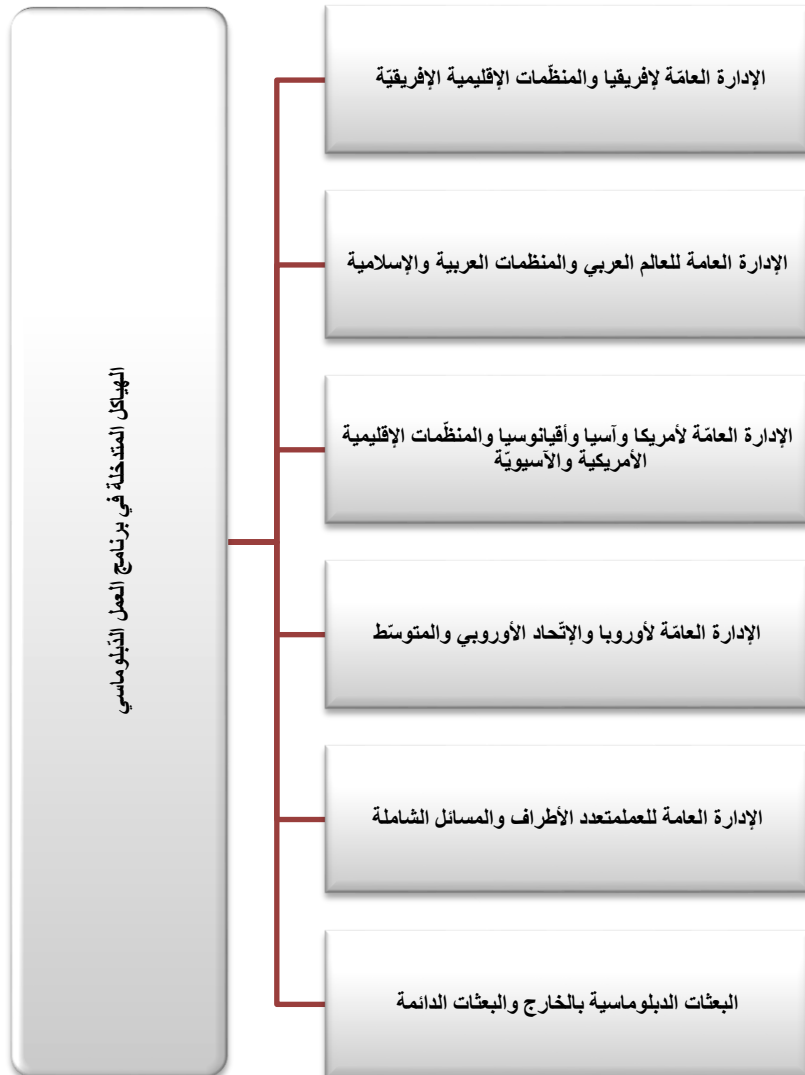 الهياكل المتدخلة في برنامج العمل الدّبلوماسي
الإدارة العامّة لإفريقيا والمنظّمات الإقليمية الإفريقيّة
الإدارة العامة للعالم العربي والمنظمات العربية والإسلامية
الإدارة العامّة لأمريكا وآسيا وأقيانوسيا والمنظّمات الإقليمية
الأمريكية والآسيويّة
الإدارة العامّة لأوروبا والإتّحاد الأوروبي والمتوسّط
الإدارة العامة للعملمتعدد الأطراف والمسائل الشاملة
البعثات الدبلوماسية بالخارج والبعثات الدائمة